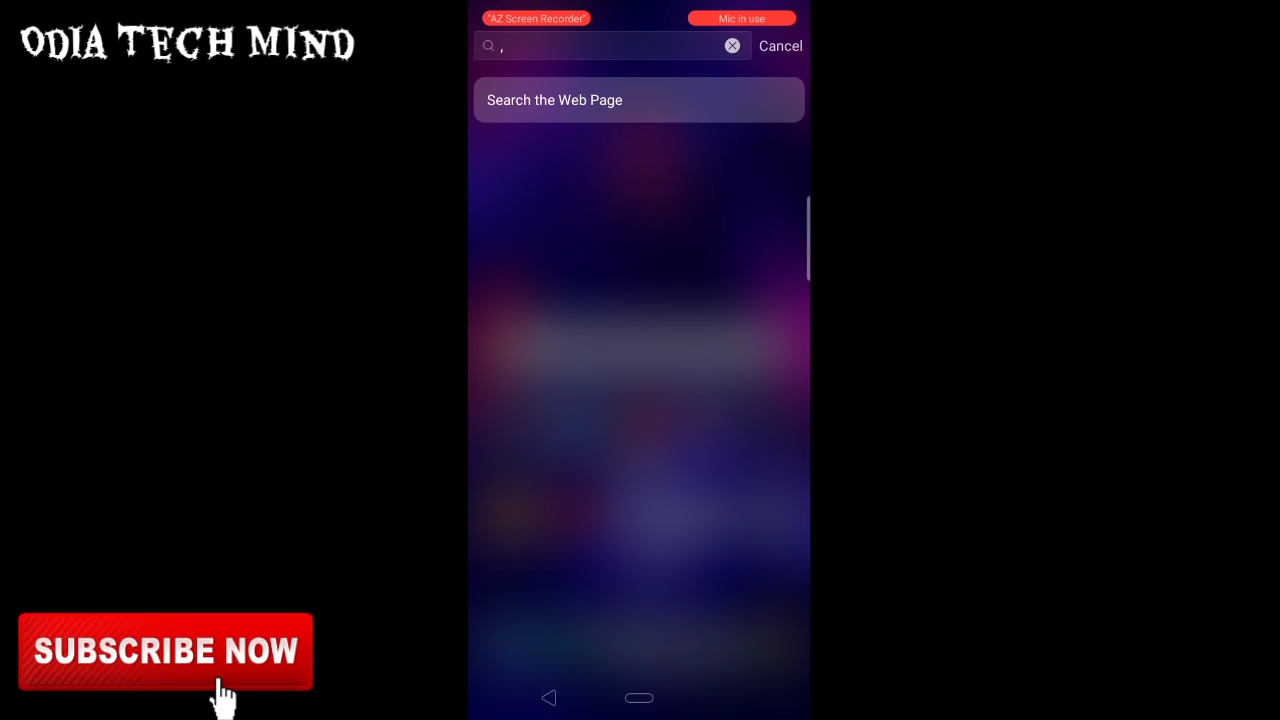 ODIA TECH MIND
"AZ Screen Recorder"
Mic in use
,
Cancel
Search the Web Page
SUBSCRIBE NOW